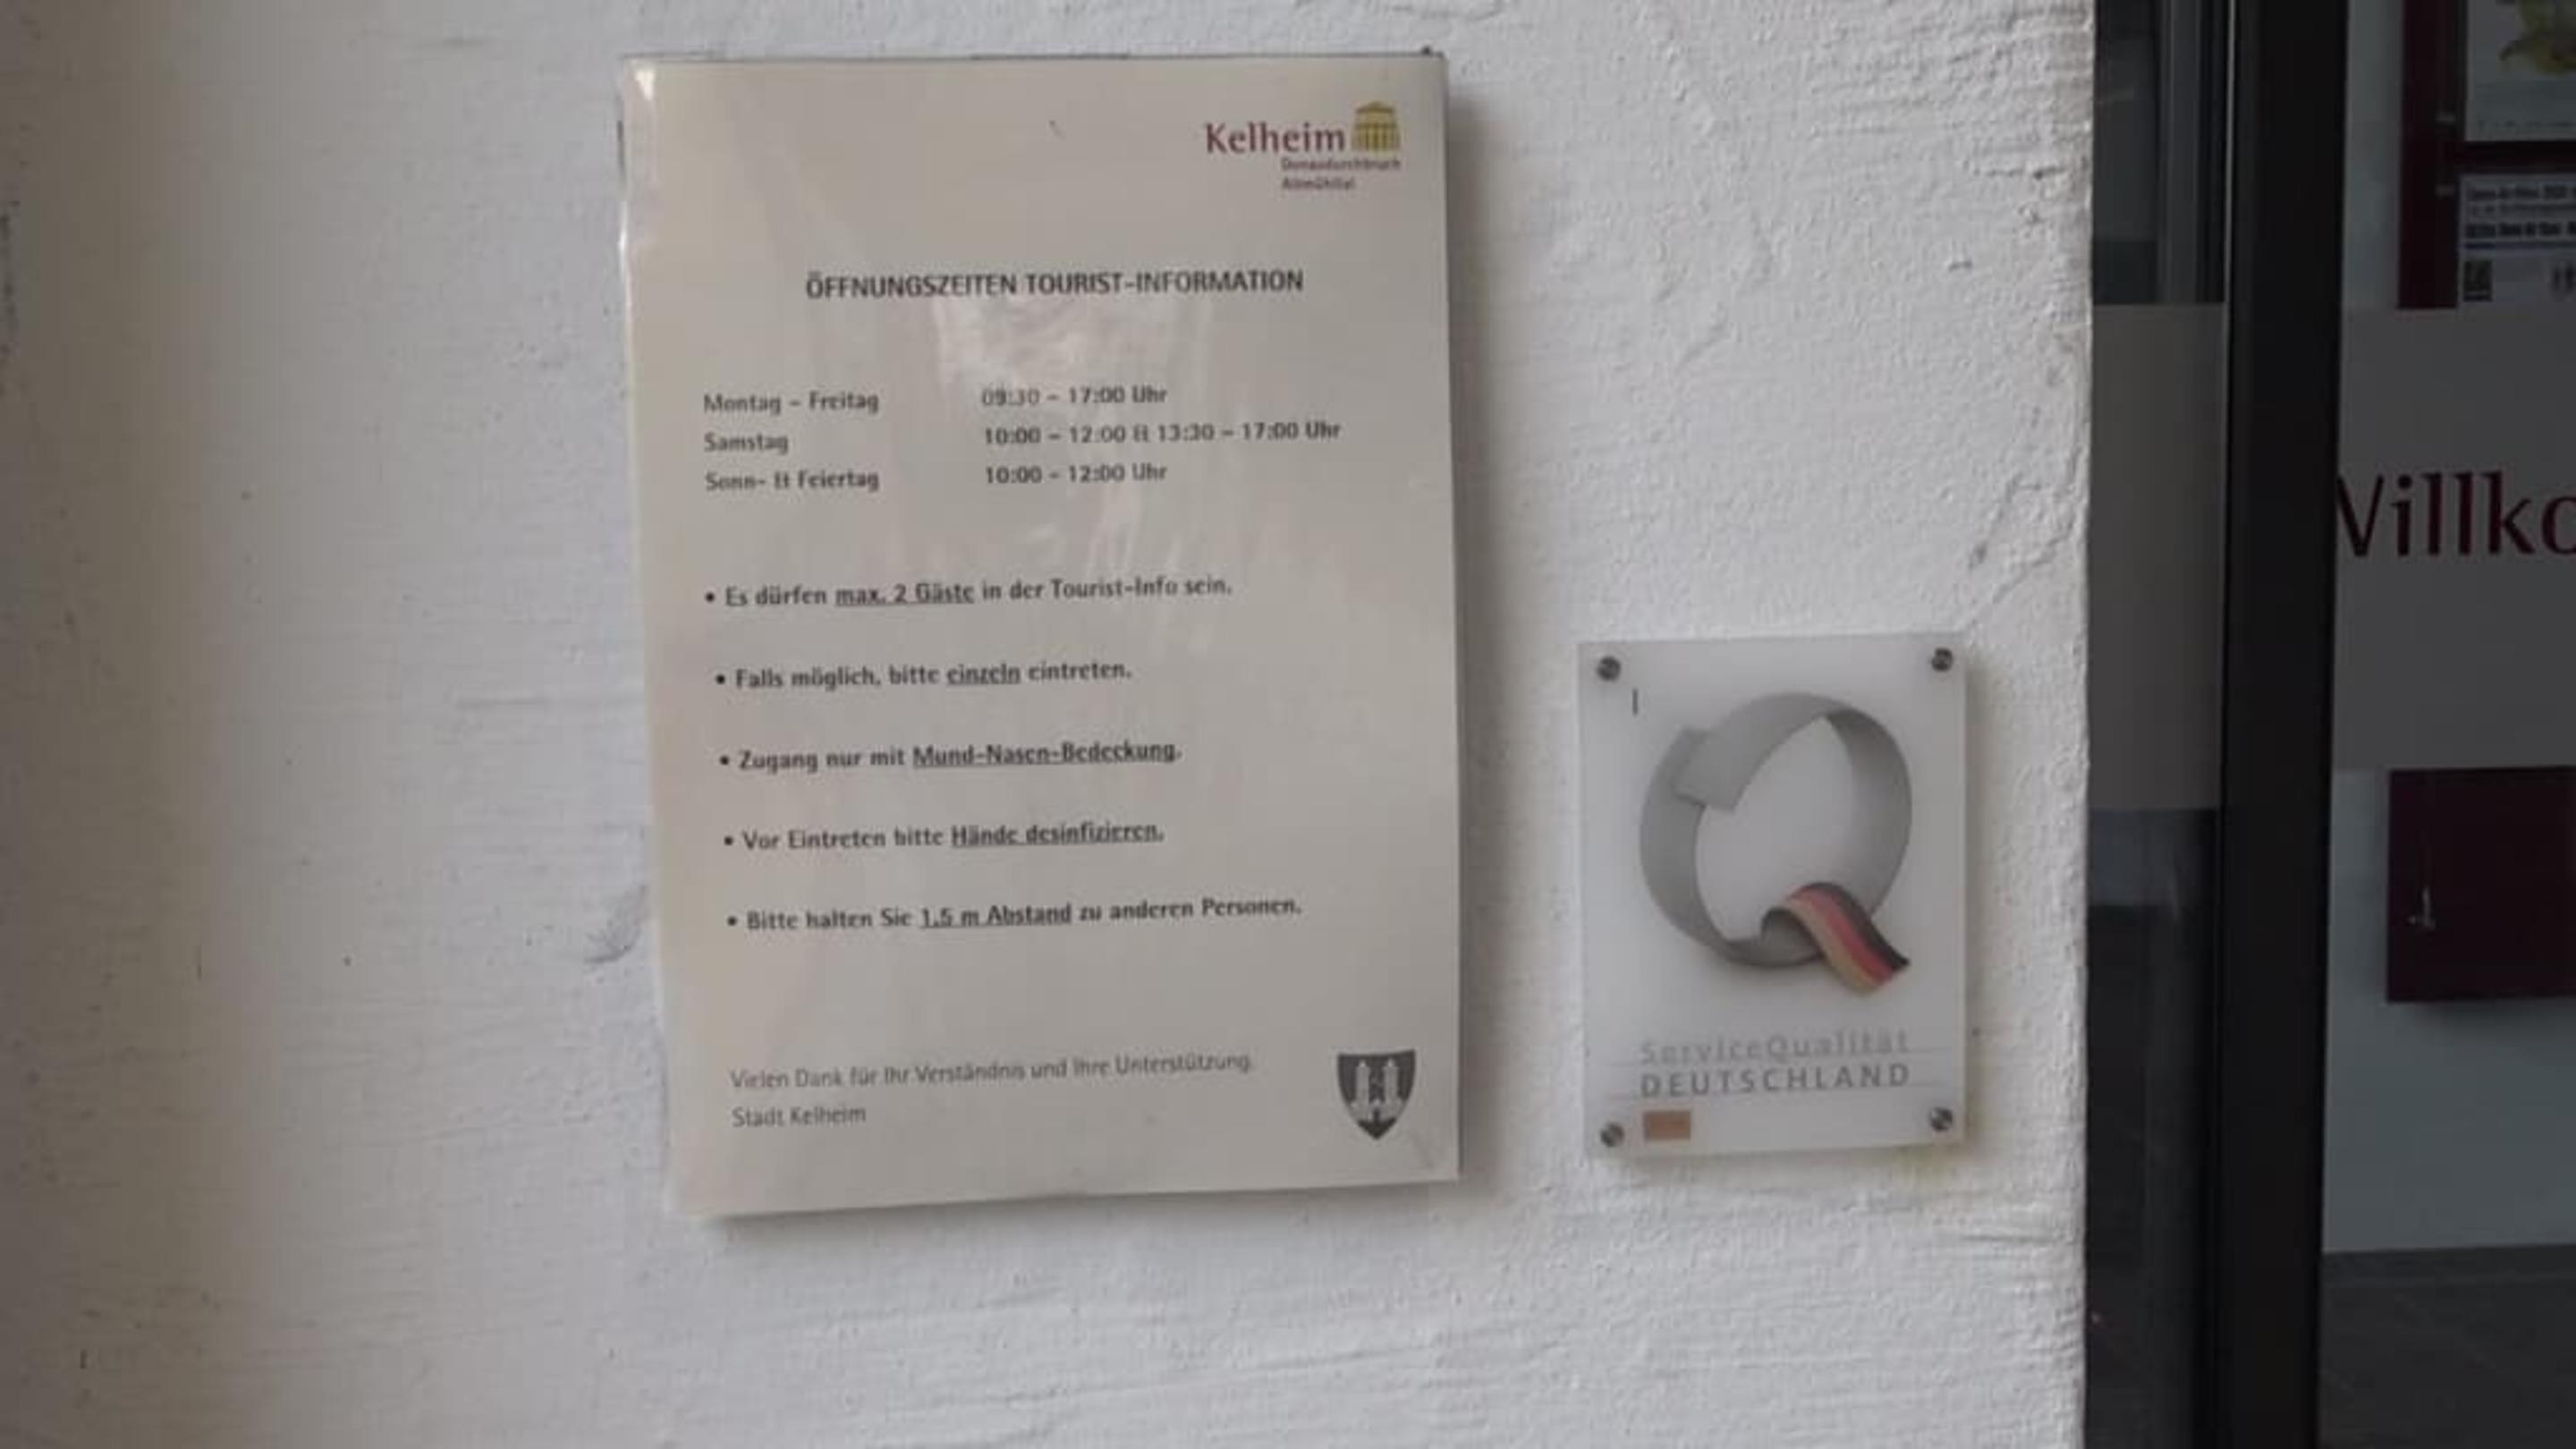 Kelheim
Donaudurchbruch
Altmühltal
ÖFFNUNGSZEITEN TOURIST-INFORMATION
Montag - Freitag 09:30 - 17:00 Uhr
Samstag 10:00 - 12:00 & 13:30 - 17:00 Uhr
Sonn- & Feiertag 10:00 - 12:00 Uhr
• Es dürfen max. 2 Gäste in der Tourist-Info sein.
• Falls möglich, bitte einzeln eintreten.
• Zugang nur mit Mund-Nasen-Bedeckung.
• Vor Eintreten bitte Hände desinfizieren.
• Bitte halten Sie 1,5 m Abstand zu anderen Personen.
Vielen Dank für Ihr Verständnis und Ihre Unterstützung.
Stadt Kelheim
ServiceQualität
DEUTSCHLAND
Willko